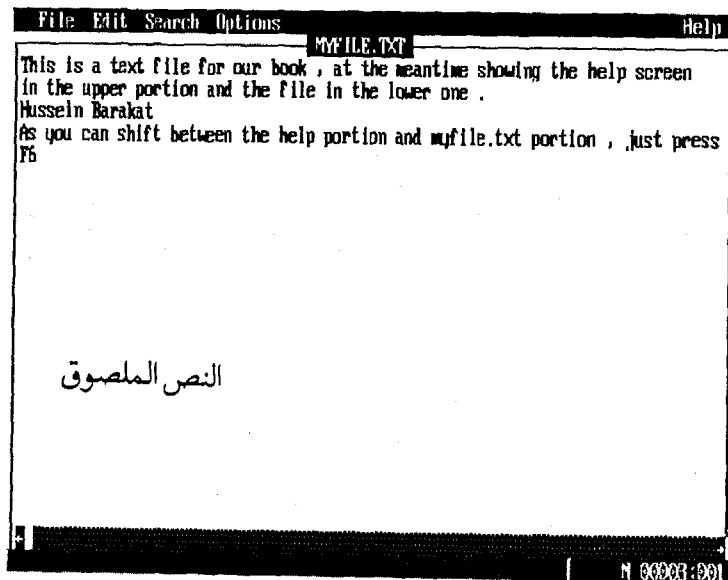 File Edit Search Options Help
MYFILE.TXT
This is a text file for our book , at the meantime showing the help screen
in the upper portion and the file in the lower one .
Hussein Barakat
As you can shift between the help portion and myfile.txt portion , just press
F6
النص الملصوق
N 00003:001